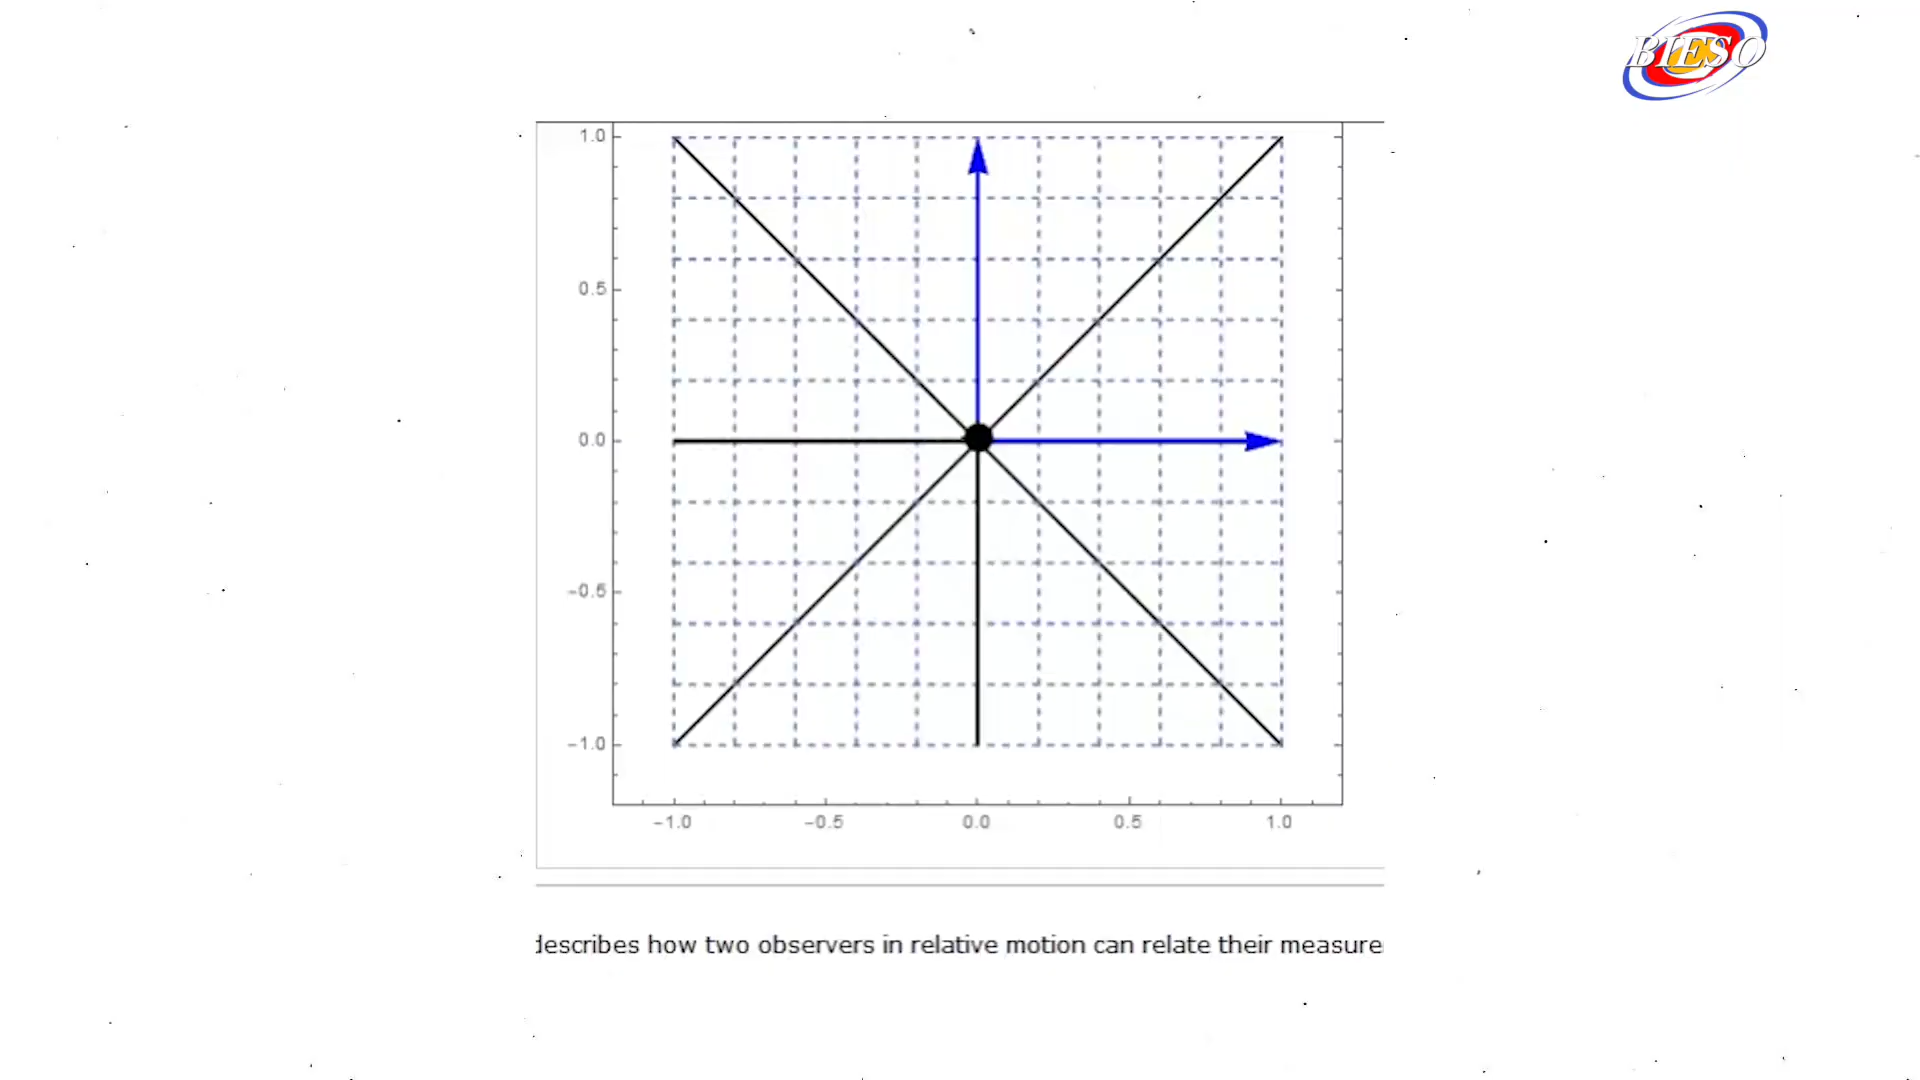 BIESO
1.0
0.5
0.0
−0.5
−1.0
−1.0 −0.5 0.0 0.5 1.0
describes how two observers in relative motion can relate their measure